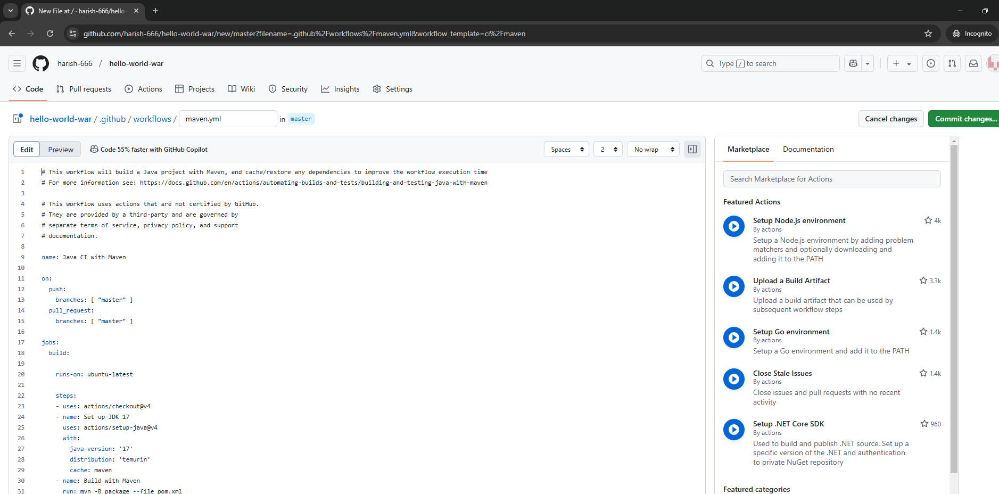 New File at / · harish-666/hello-
github.com/harish-666/hello-world-war/new/master?filename=.github%2Fworkflows%2Fmaven.yml&workflow_template=ci%2Fmaven
Incognito
harish-666 / hello-world-war
Type / to search
Code
Pull requests
Actions
Projects
Wiki
Security
Insights
Settings
hello-world-war / .github / workflows / maven.yml in master
Cancel changes
Commit changes...
Edit
Preview
Code 55% faster with GitHub Copilot
Spaces
2
No wrap
1 # This workflow will build a Java project with Maven, and cache/restore any dependencies to improve the workflow execution time
2 # For more information see: https://docs.github.com/en/actions/automating-builds-and-tests/building-and-testing-java-with-maven
3
4 # This workflow uses actions that are not certified by GitHub.
5 # They are provided by a third-party and are governed by
6 # separate terms of service, privacy policy, and support
7 # documentation.
8
9 name: Java CI with Maven
10
11 on:
12 push:
13 branches: [ "master" ]
14 pull_request:
15 branches: [ "master" ]
16
17 jobs:
18 build:
19
20 runs-on: ubuntu-latest
21
22 steps:
23 - uses: actions/checkout@v4
24 - name: Set up JDK 17
25 uses: actions/setup-java@v4
26 with:
27 java-version: '17'
28 distribution: 'temurin'
29 cache: maven
30 - name: Build with Maven
31 run: mvn -B package --file pom.xml
Marketplace
Documentation
Search Marketplace for Actions
Featured Actions
Setup Node.js environment
4k
By actions
Setup a Node.js environment by adding problem
matchers and optionally downloading and
adding it to the PATH
Upload a Build Artifact
3.3k
By actions
Upload a build artifact that can be used by
subsequent workflow steps
Setup Go environment
1.4k
By actions
Setup a Go environment and add it to the PATH
Close Stale Issues
1.4k
By actions
Close issues and pull requests with no recent
activity
Setup .NET Core SDK
960
By actions
Used to build and publish .NET source. Set up a
specific version of the .NET and authentication
to private NuGet repository
Featured categories